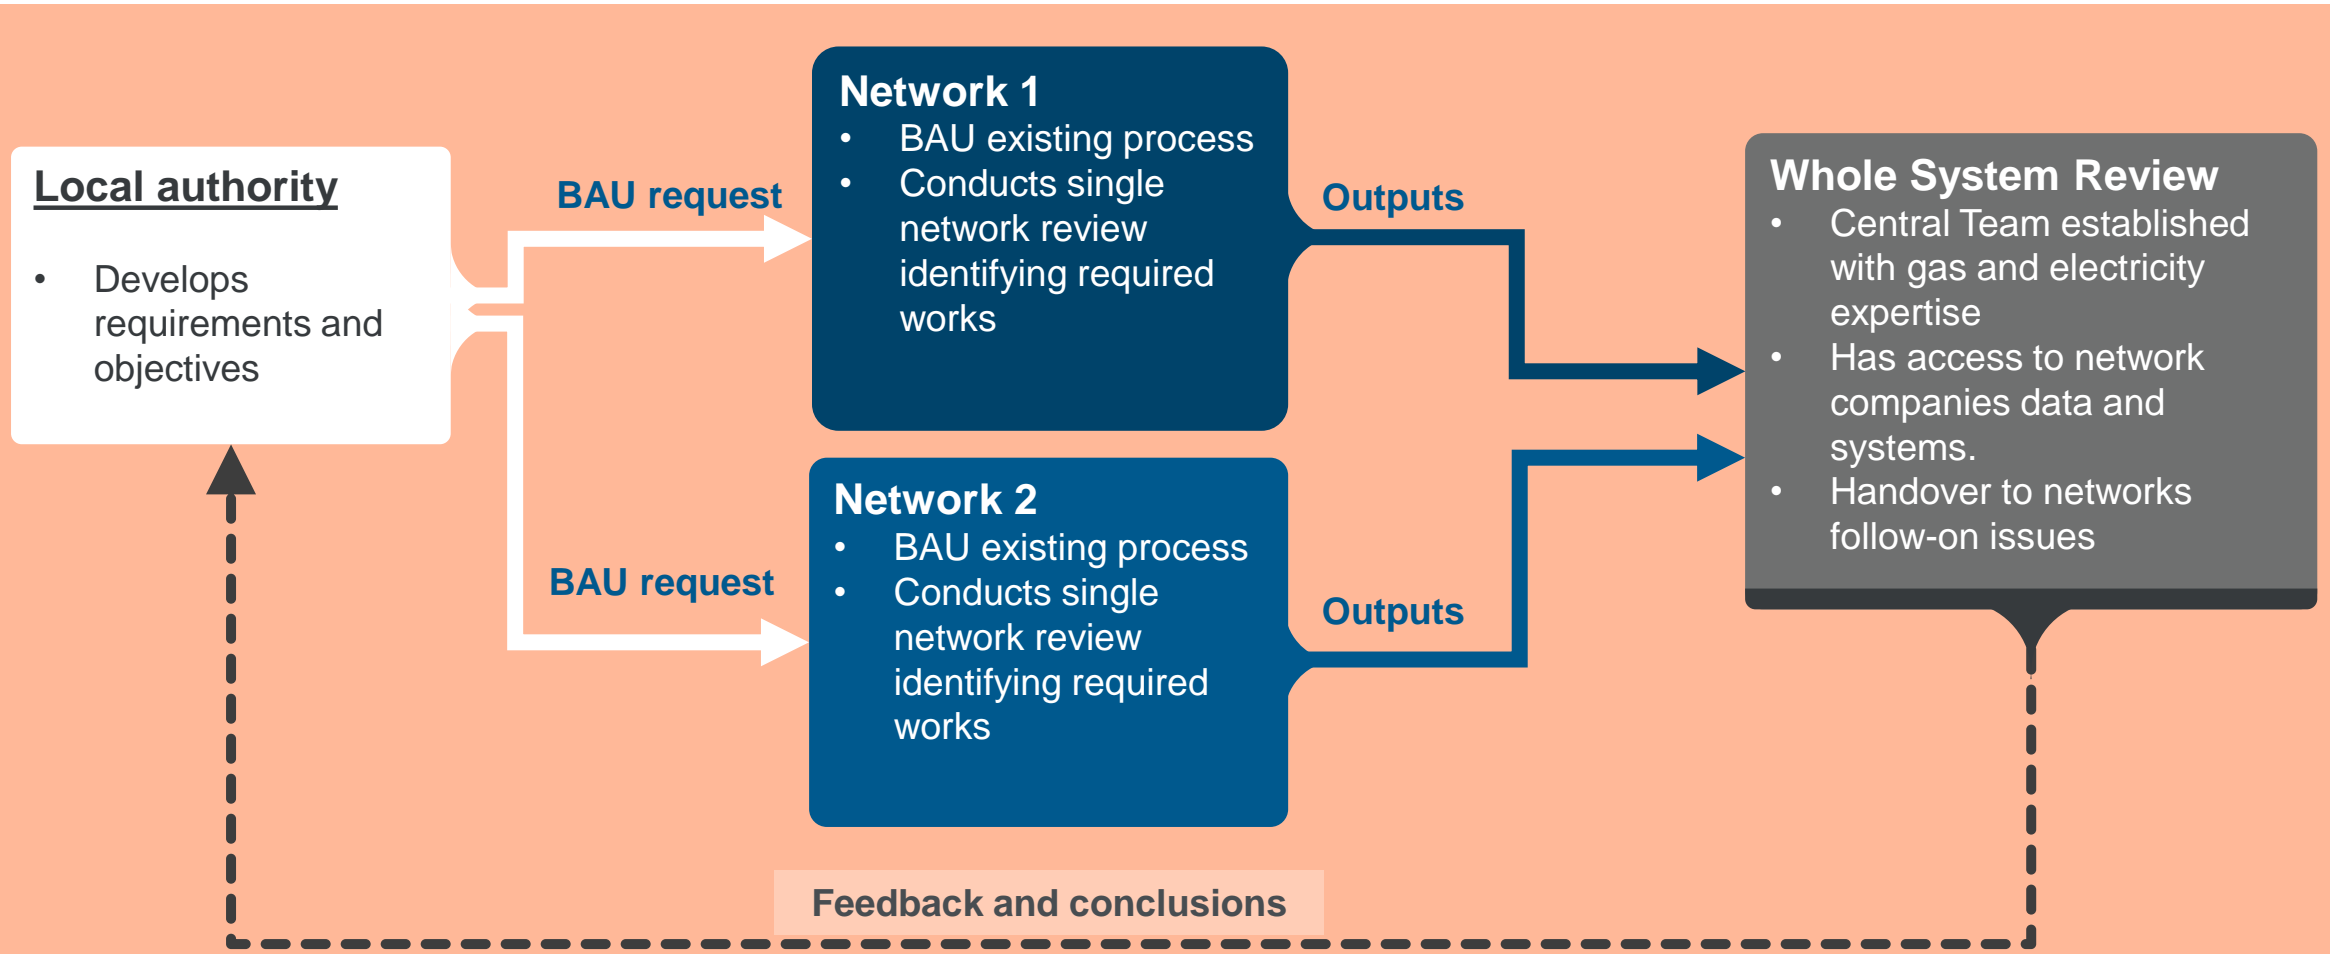 Local authority
• Develops
requirements and
objectives
BAU request
BAU request
Network 1
• BAU existing process
• Conducts single
network review
identifying required
works
Network 2
• BAU existing process
• Conducts single
network review
identifying required
works
Outputs
Outputs
Whole System Review
• Central Team established
with gas and electricity
expertise
• Has access to network
companies data and
systems.
• Handover to networks
follow-on issues
Feedback and conclusions